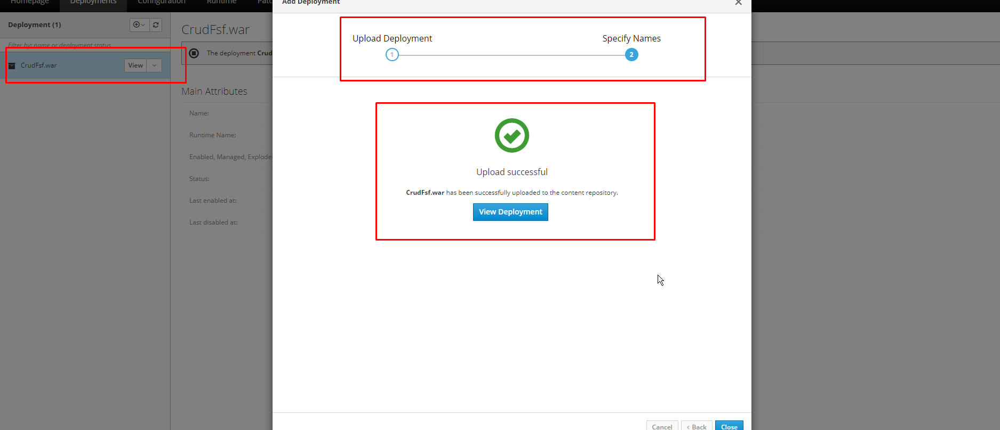 Homepage
Deployments
Configuration
Runtime
Add Deployment
Deployment (1)
Filter by: name or deployment status
CrudFsf.war
View
CrudFsf.war
The deployment Crud
Main Attributes
Name:
Runtime Name:
Enabled, Managed, Explode
Status:
Last enabled at:
Last disabled at:
Upload Deployment
Specify Names
1
2
Upload successful
CrudFsf.war has been successfully uploaded to the content repository.
View Deployment
Cancel
Back
Close